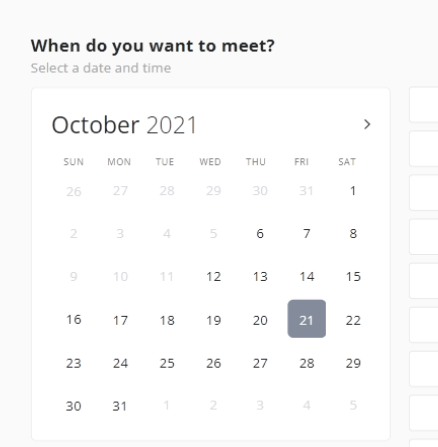 When do you want to meet?
Select a date and time
October 2021
SUN MON TUE WED THU FRI SAT
26 27 28 29 30 31 1
2 3 4 5 6 7 8
9 10 11 12 13 14 15
16 17 18 19 20 21 22
23 24 25 26 27 28 29
30 31 1 2 3 4 5